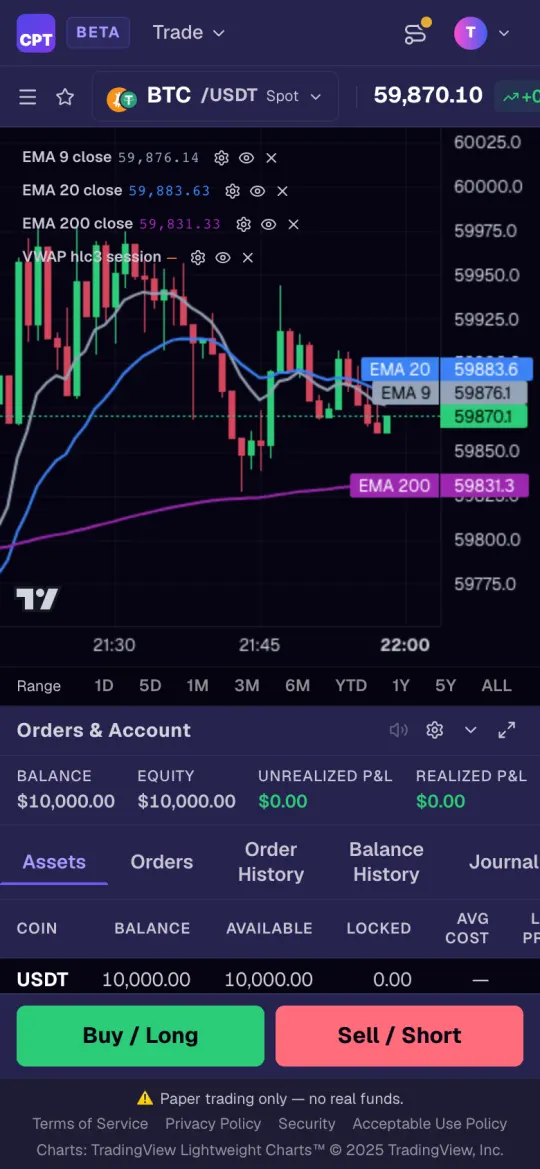 CPT BETA Trade T
BTC /USDT Spot 59,870.10
EMA 9 close 59,876.14
EMA 20 close 59,883.63
EMA 200 close 59,831.33
VWAP hlc3 session –
60025.0
60000.0
59975.0
59950.0
59925.0
EMA 20 59883.6
EMA 9 59876.1
59870.1
59850.0
EMA 200 59831.3
59800.0
59775.0
21:30 21:45 22:00
Range 1D 5D 1M 3M 6M YTD 1Y 5Y ALL
Orders & Account
BALANCE EQUITY UNREALIZED P&L REALIZED P&L
$10,000.00 $10,000.00 $0.00 $0.00
Assets Orders Order History Balance History Journal
COIN BALANCE AVAILABLE LOCKED AVG COST
USDT 10,000.00 10,000.00 0.00 —
Buy / Long Sell / Short
⚠️ Paper trading only — no real funds.
Terms of Service Privacy Policy Security Acceptable Use Policy
Charts: TradingView Lightweight Charts™ © 2025 TradingView, Inc.